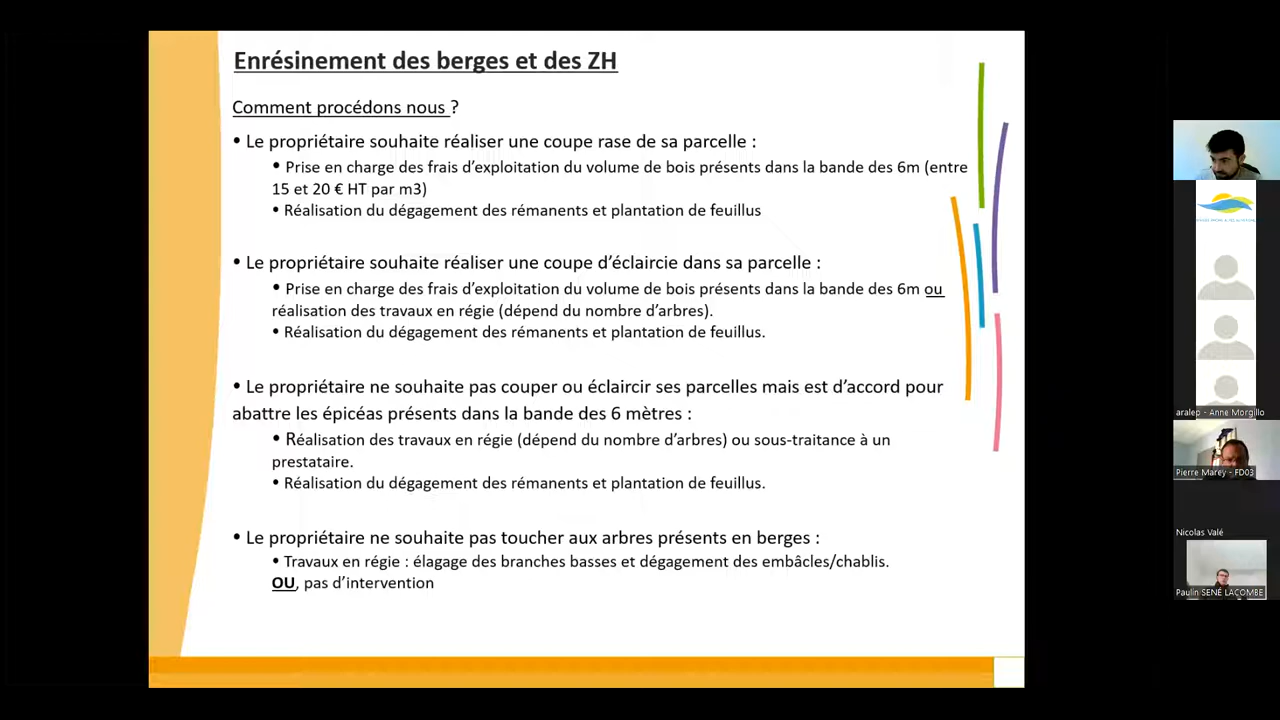 Enrésinement des berges et des ZH
Comment procédons nous ?
• Le propriétaire souhaite réaliser une coupe rase de sa parcelle :
• Prise en charge des frais d'exploitation du volume de bois présents dans la bande des 6m (entre
15 et 20 € HT par m3)
• Réalisation du dégagement des rémanents et plantation de feuillus
• Le propriétaire souhaite réaliser une coupe d'éclaircie dans sa parcelle :
• Prise en charge des frais d'exploitation du volume de bois présents dans la bande des 6m ou
réalisation des travaux en régie (dépend du nombre d'arbres).
• Réalisation du dégagement des rémanents et plantation de feuillus.
• Le propriétaire ne souhaite pas couper ou éclaircir ses parcelles mais est d'accord pour
abattre les épicéas présents dans la bande des 6 mètres :
• Réalisation des travaux en régie (dépend du nombre d'arbres) ou sous-traitance à un
prestataire.
• Réalisation du dégagement des rémanents et plantation de feuillus.
• Le propriétaire ne souhaite pas toucher aux arbres présents en berges :
• Travaux en régie : élagage des branches basses et dégagement des embâcles/chablis.
OU, pas d'intervention
aralep - Anne Morgillo
Pierre Marey - FD03
Nicolas Valé
Paulin SENÉ LACOMBE